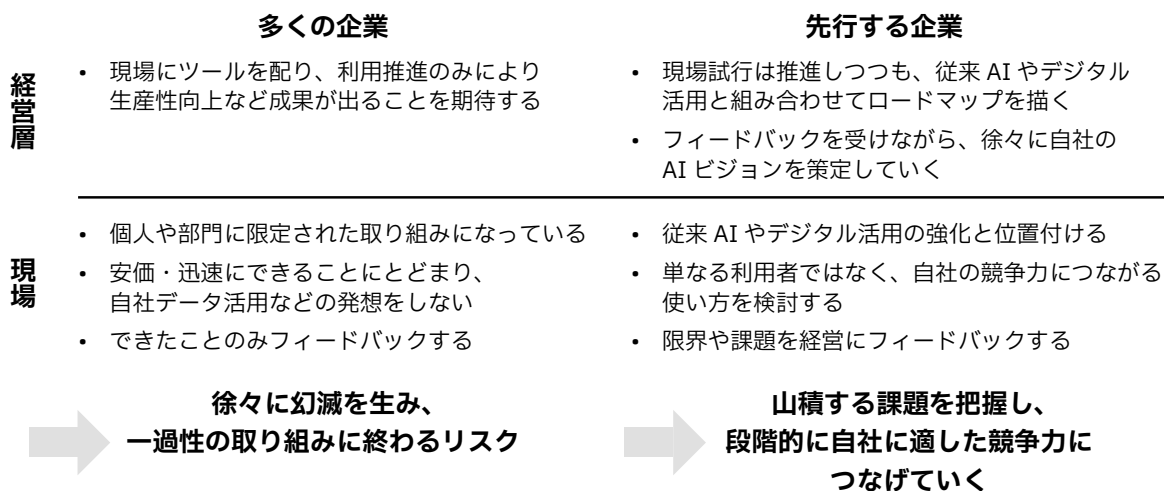 多くの企業
先行する企業
経営層
• 現場にツールを配り、利用推進のみにより
生産性向上など成果が出ることを期待する
• 現場試行は推進しつつも、従来 AI やデジタル
活用と組み合わせてロードマップを描く
• フィードバックを受けながら、徐々に自社の
AI ビジョンを策定していく
現場
• 個人や部門に限定された取り組みになっている
• 安価・迅速にできることにとどまり、
自社データ活用などの発想をしない
• できたことのみフィードバックする
• 従来 AI やデジタル活用の強化と位置付ける
• 単なる利用者ではなく、自社の競争力につながる
使い方を検討する
• 限界や課題を経営にフィードバックする
徐々に幻滅を生み、
一過性の取り組みに終わるリスク
山積する課題を把握し、
段階的に自社に適した競争力に
つなげていく